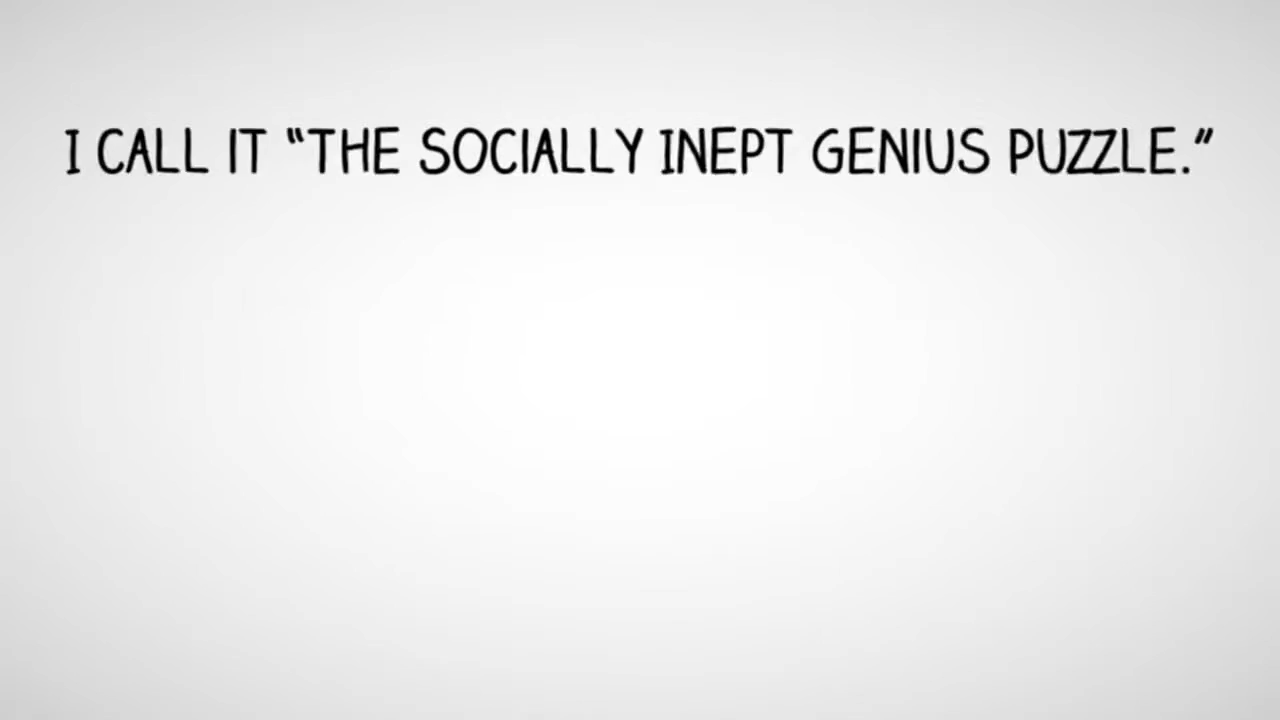 I CALL IT “THE SOCIALLY INEPT GENIUS PUZZLE.”